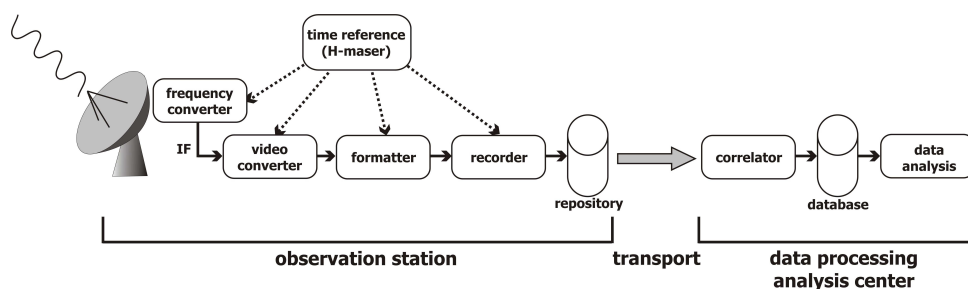 time reference
(H-maser)
frequency
converter
IF
video
converter
formatter
recorder
repository
correlator
database
data
analysis
observation station
transport
data processing
analysis center